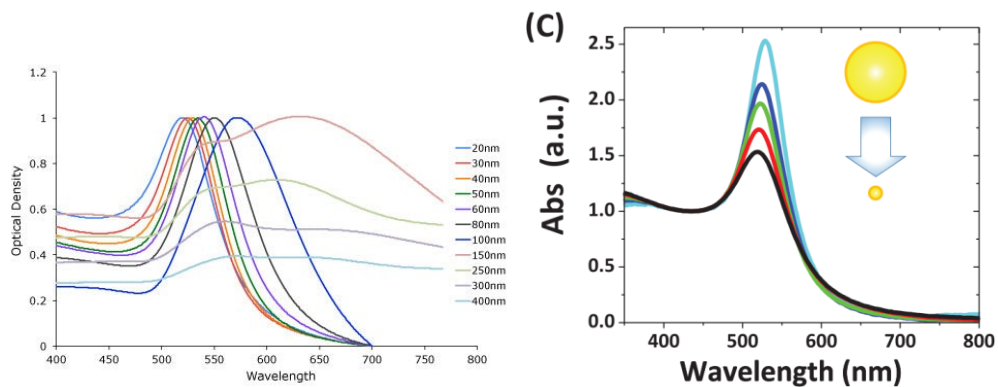 1.2
1
0.8
0.6
0.4
0.2
0
Optical Density
400 450 500 550 600 650 700 750 800
Wavelength
20nm
30nm
40nm
50nm
60nm
80nm
100nm
150nm
250nm
300nm
400nm
(C)
2.5
2.0
1.5
1.0
0.5
0.0
Abs (a.u.)
400 500 600 700 800
Wavelength (nm)